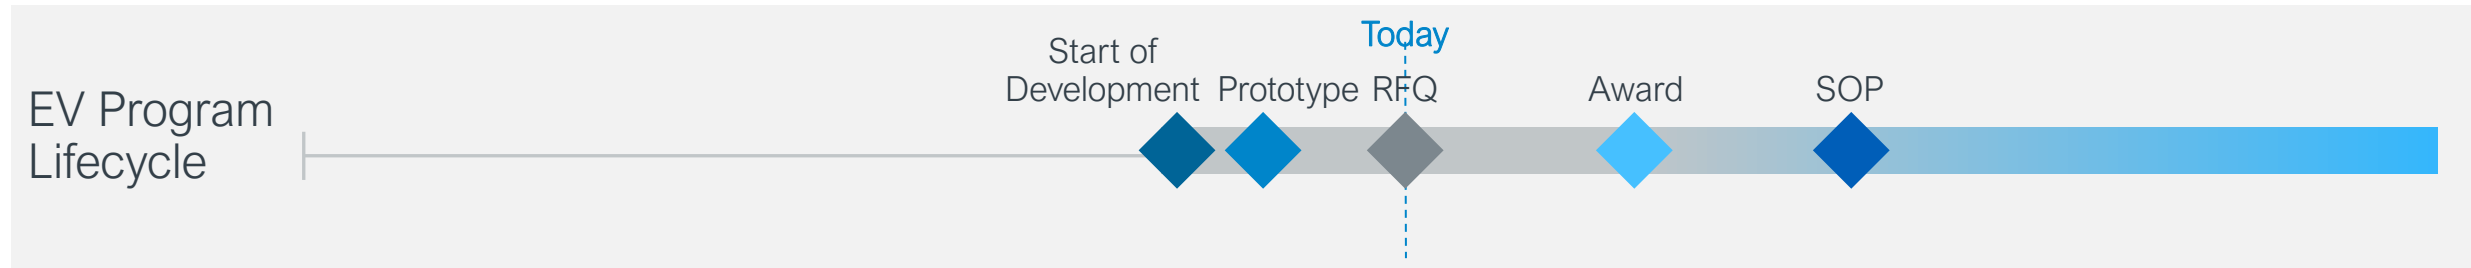 EV Program
Lifecycle
Start of
Development
Prototype
Today
RFQ
Award
SOP